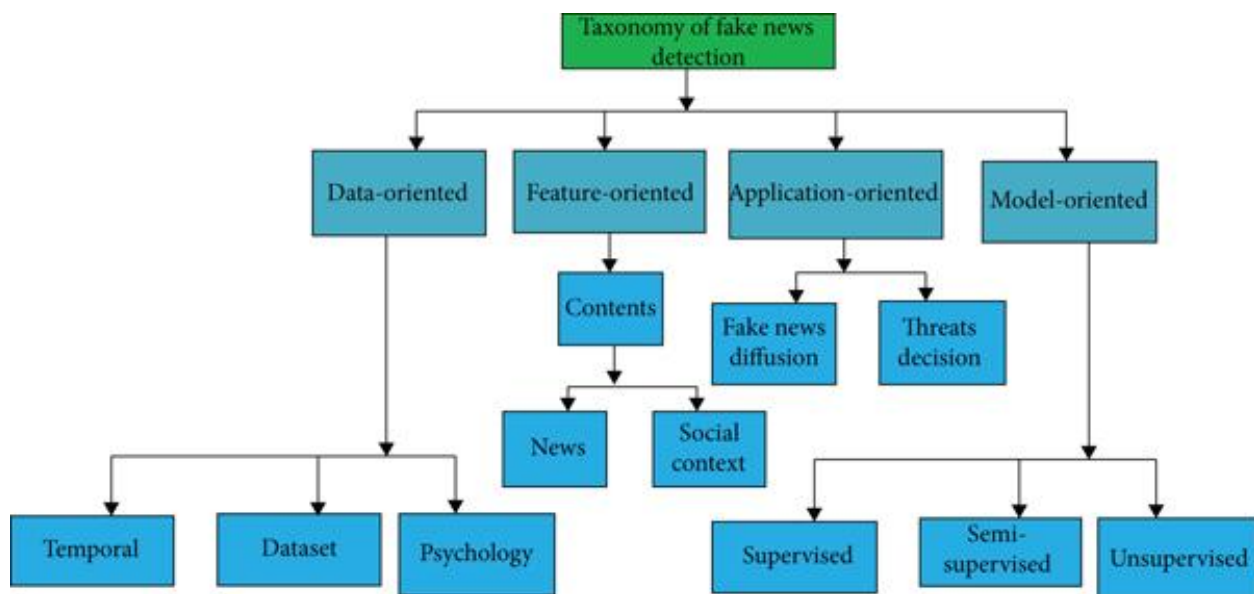 Taxonomy of fake news
detection
Data-oriented
Feature-oriented
Application-oriented
Model-oriented
Contents
Fake news
diffusion
Threats
decision
News
Social
context
Temporal
Dataset
Psychology
Supervised
Semi-
supervised
Unsupervised